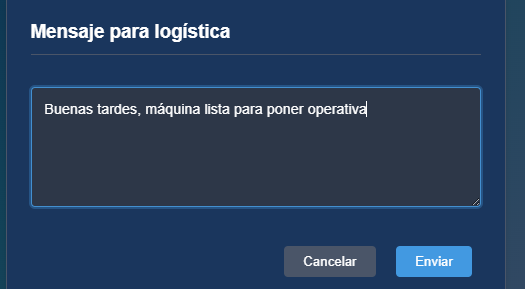 Mensaje para logística
Buenas tardes, máquina lista para poner operativa
Cancelar
Enviar